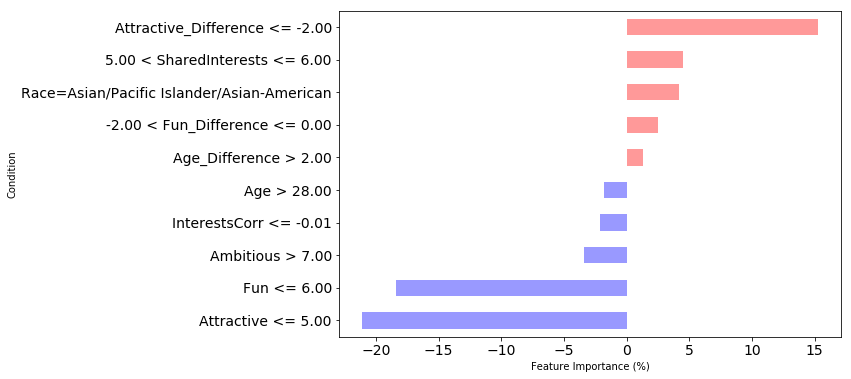 Attractive_Difference <= -2.00
5.00 < SharedInterests <= 6.00
Race=Asian/Pacific Islander/Asian-American
-2.00 < Fun_Difference <= 0.00
Age_Difference > 2.00
Age > 28.00
InterestsCorr <= -0.01
Ambitious > 7.00
Fun <= 6.00
Attractive <= 5.00
Condition
−20 −15 −10 −5 0 5 10 15
Feature Importance (%)